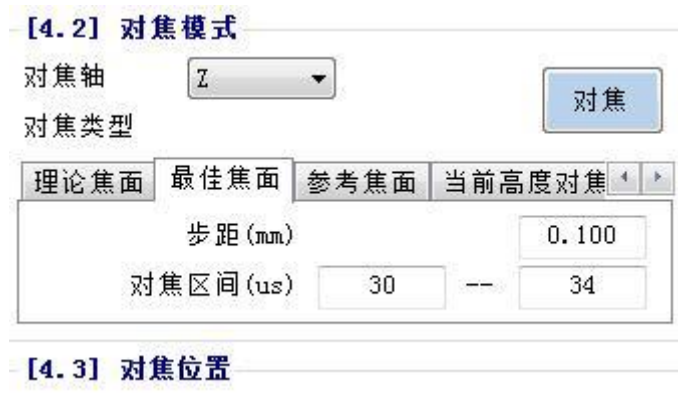 [4.2] 对焦模式
对焦轴 Z
对焦
对焦类型
理论焦面 最佳焦面 参考焦面 当前高度对焦
步距(mm) 0.100
对焦区间(us) 30 -- 34
[4.3] 对焦位置